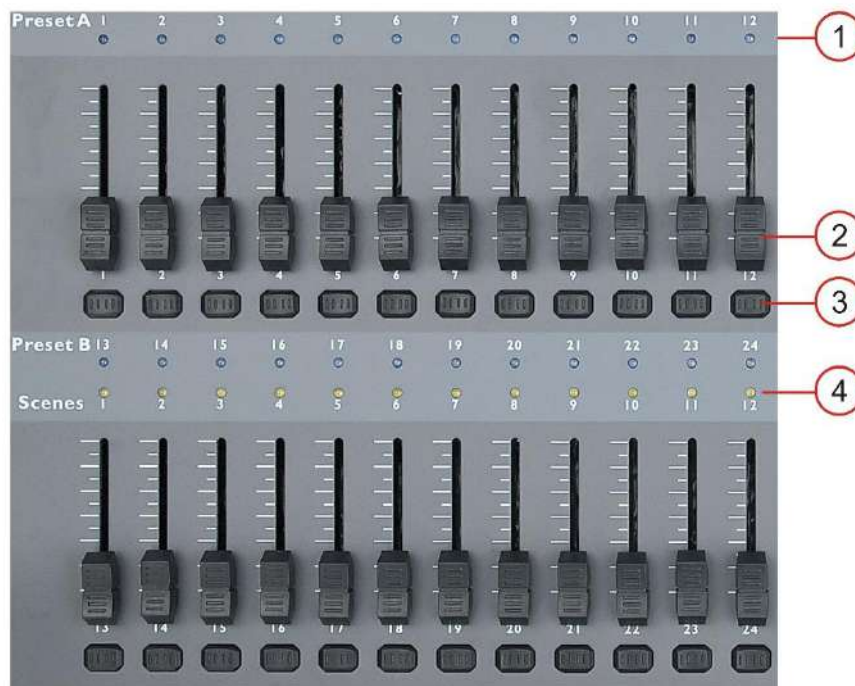 Preset A 1 2 3 4 5 6 7 8 9 10 11 12 1
2
1 2 3 4 5 6 7 8 9 10 11 12
3
Preset B 13 14 15 16 17 18 19 20 21 22 23 24
4
Scenes 1 2 3 4 5 6 7 8 9 10 11 12
13 14 15 16 17 18 19 20 21 22 23 24